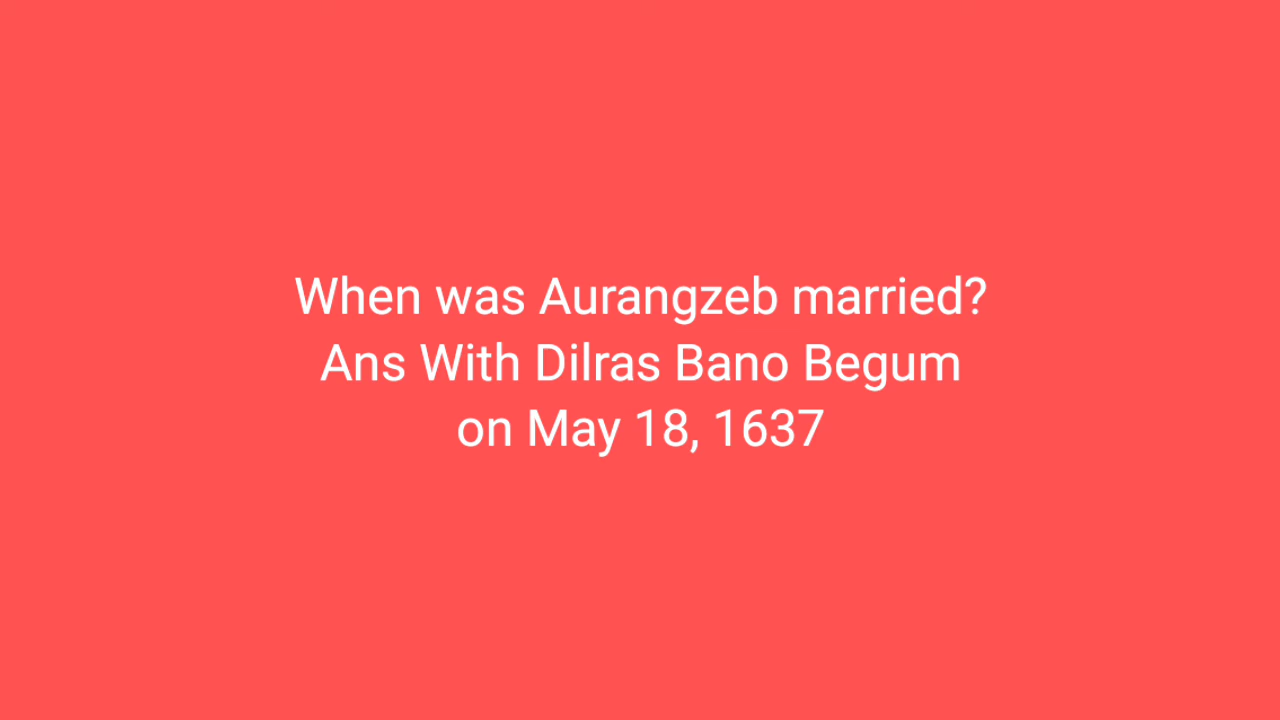 When was Aurangzeb married?
Ans With Dilras Bano Begum
on May 18, 1637